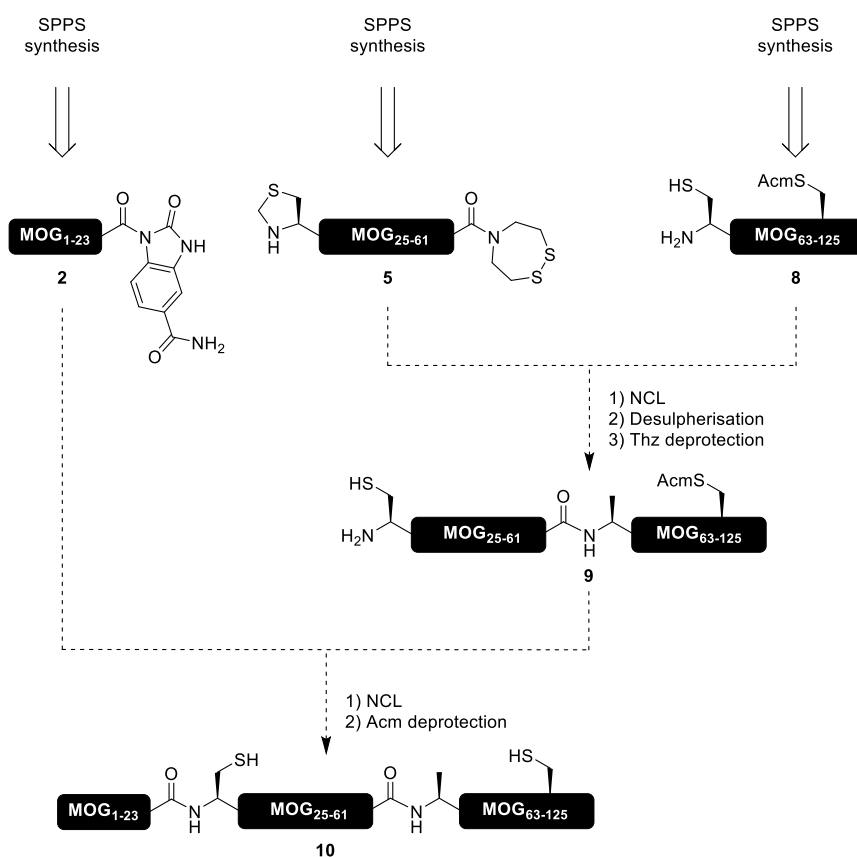 SPPS
synthesis
SPPS
synthesis
SPPS
synthesis
MOG1-23
O
N
O
NH
O
NH2
2
S
N
H
MOG25-61
O
N
S
S
5
HS
H2N
AcmS
MOG63-125
8
1) NCL
2) Desulpherisation
3) Thz deprotection
HS
H2N
MOG25-61
O
N
H
AcmS
MOG63-125
9
1) NCL
2) Acm deprotection
MOG1-23
O
N
H
SH
MOG25-61
O
N
H
HS
MOG63-125
10